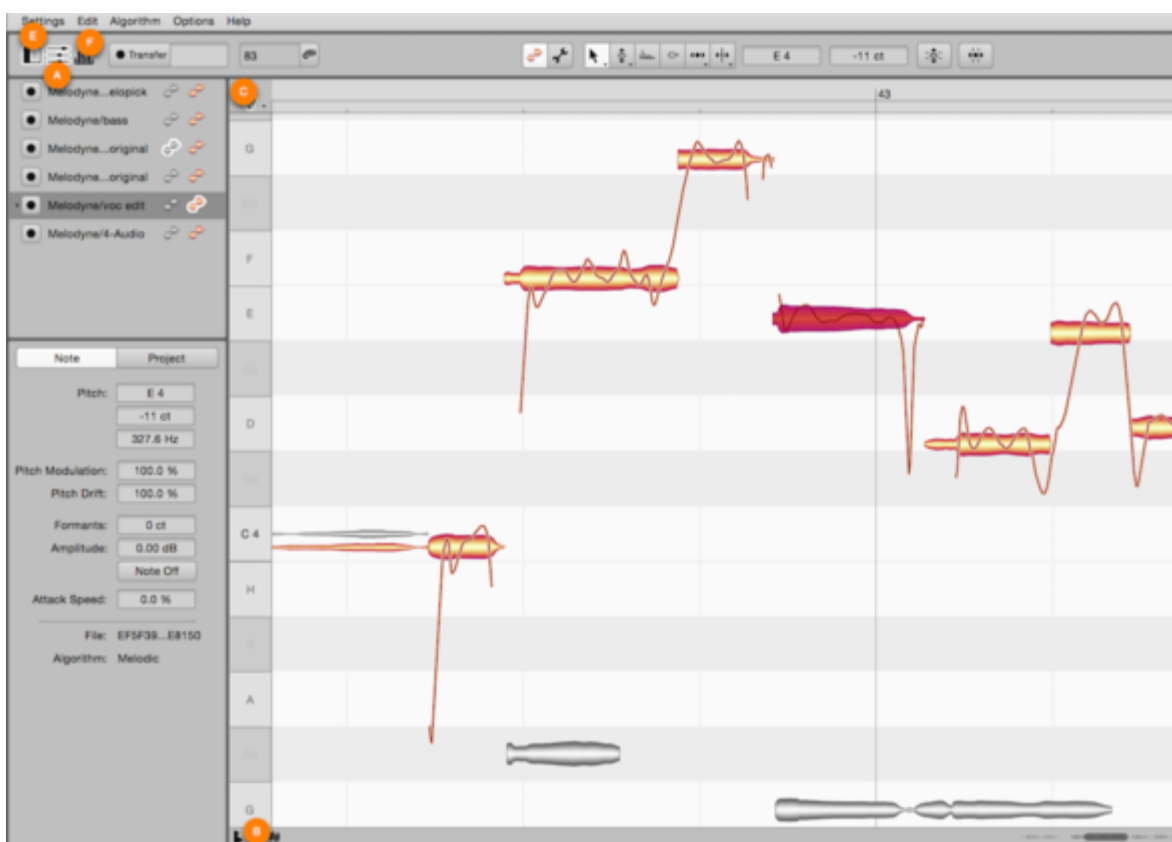 Settings Edit Algorithm Options Help
E F
Transfer 83 E 4 -11 ct
A
Melodyne...elopick C 43
Melodyne/bass
Melodyne...original
Melodyne...original
Melodyne/voc edit
Melodyne/4-Audio
G
F
E
D
C 4
H
A
G
Note Project
Pitch: E 4
-11 ct
327.6 Hz
Pitch Modulation: 100.0 %
Pitch Drift: 100.0 %
Formants: 0 ct
Amplitude: 0.00 dB
Note Off
Attack Speed: 0.0 %
File: EF5F39...E8150
Algorithm: Melodic
B